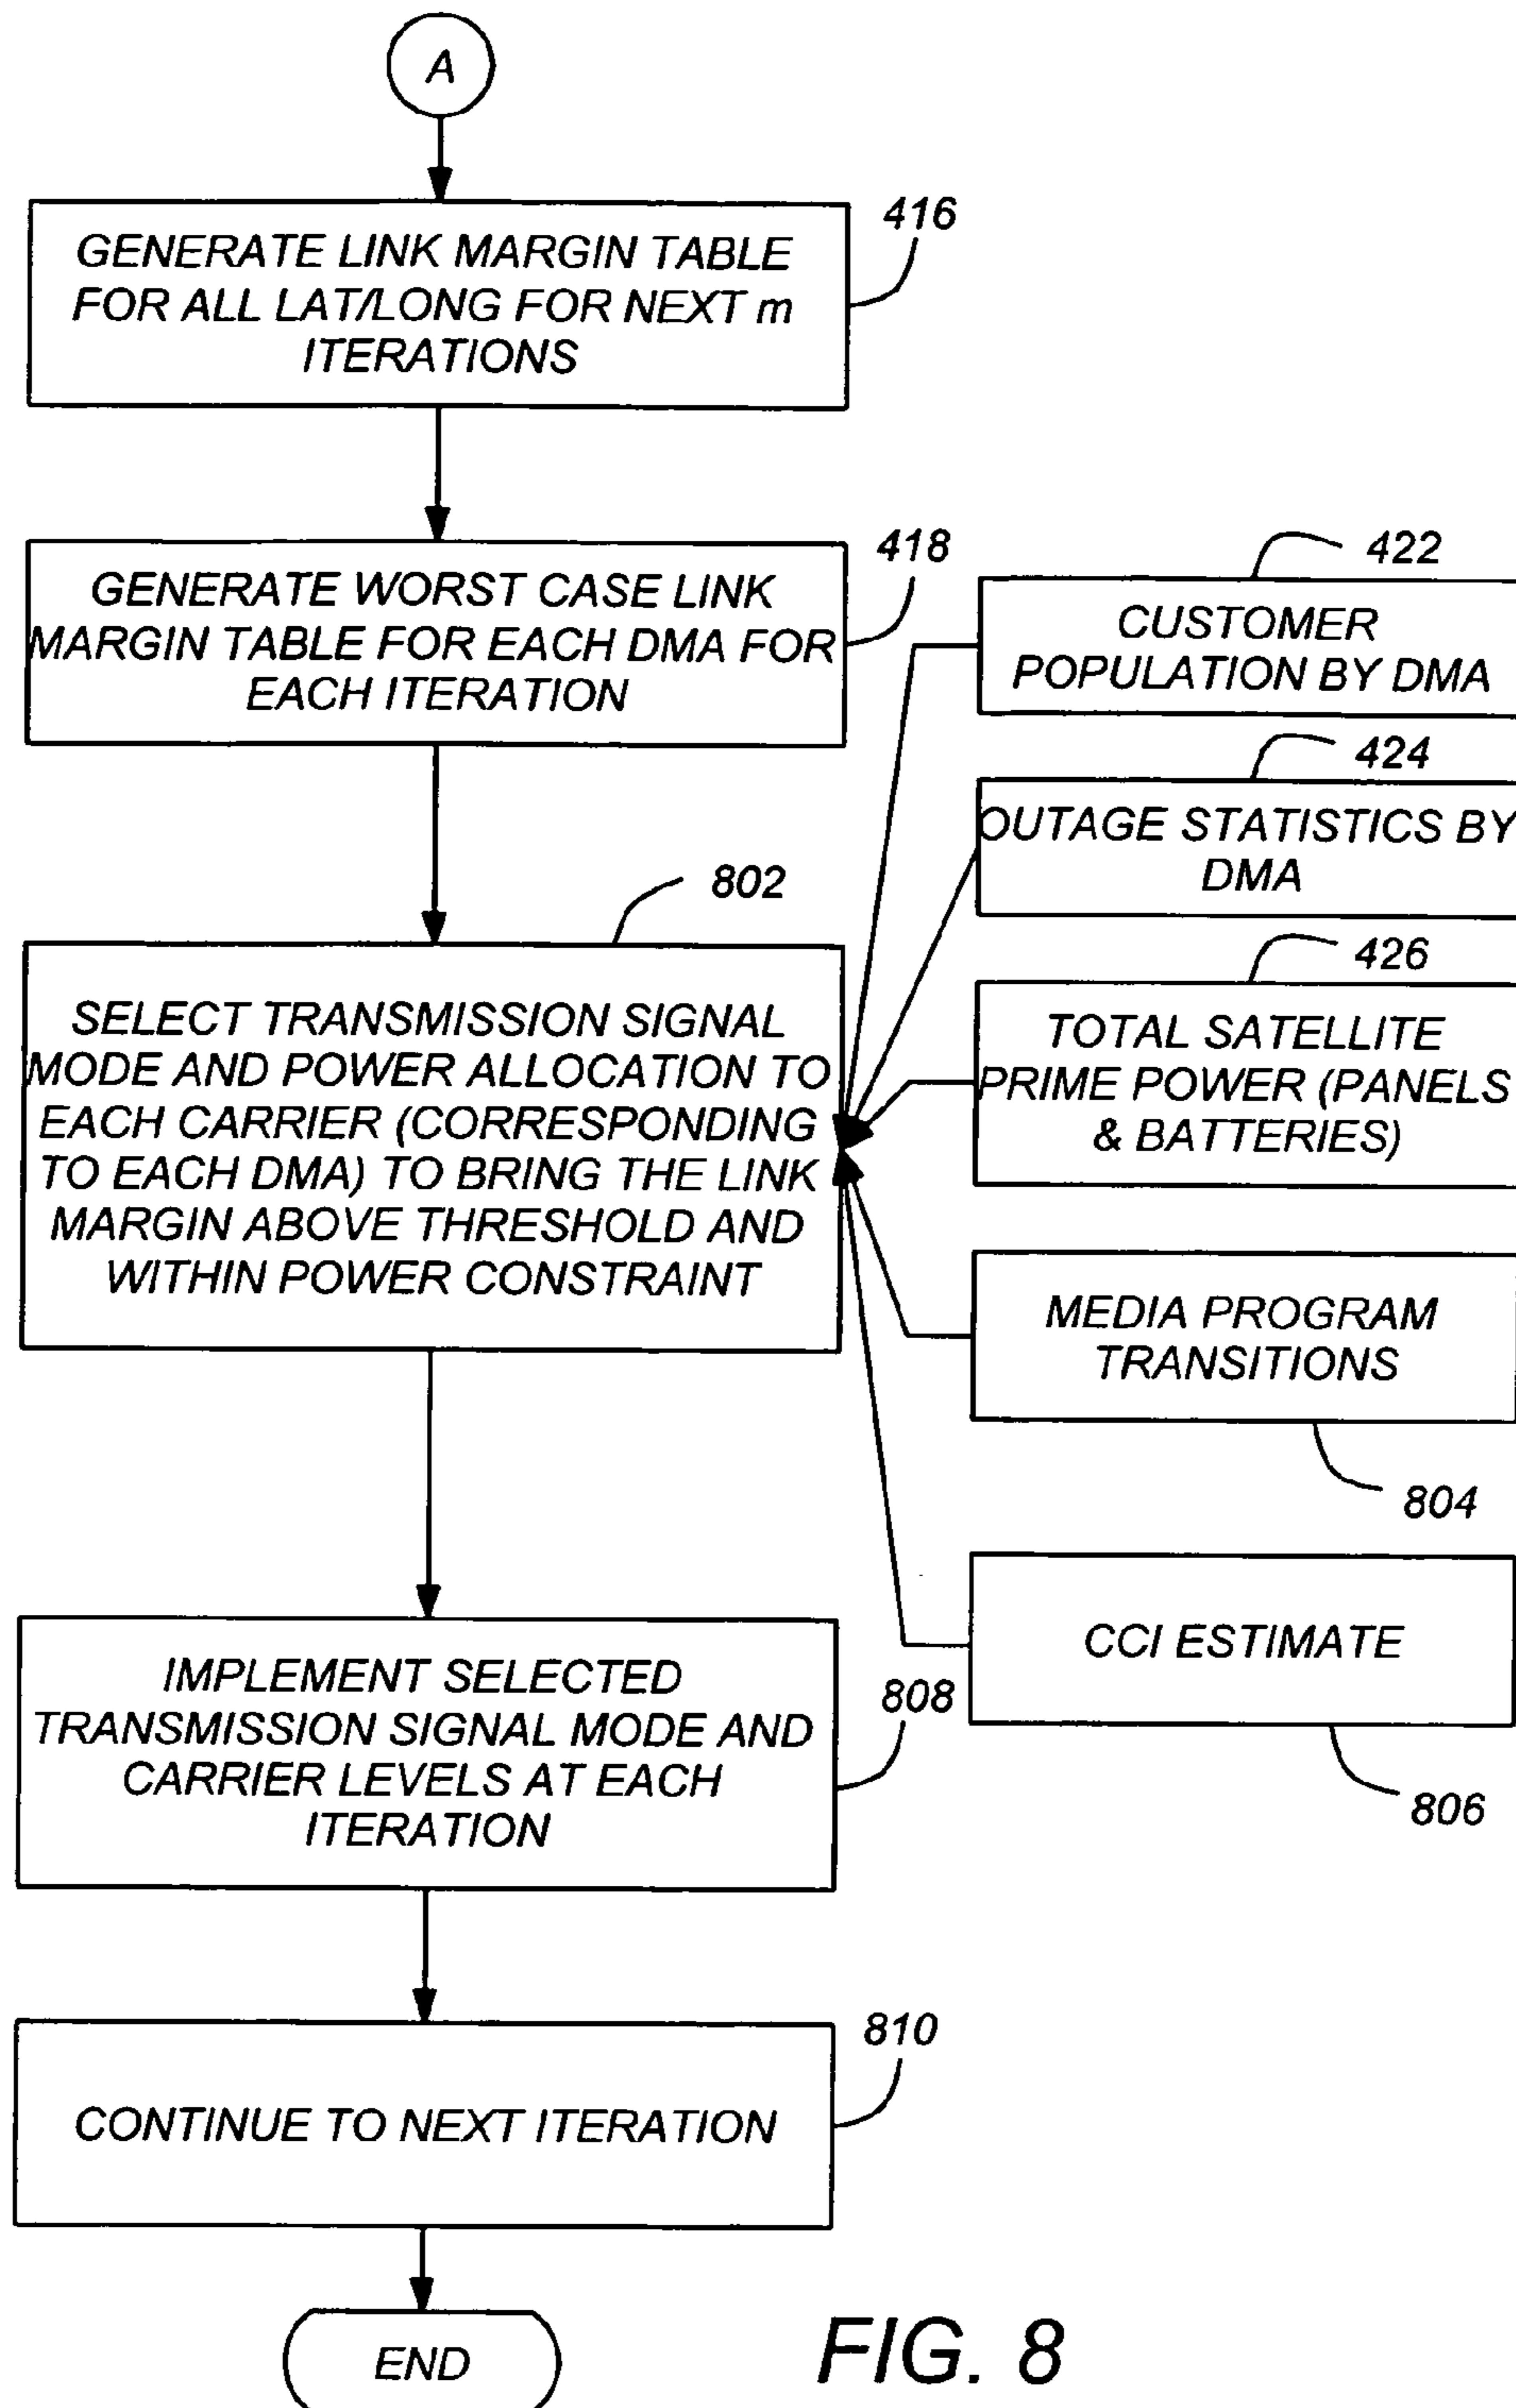 A
GENERATE LINK MARGIN TABLE
FOR ALL LAT/LONG FOR NEXT m
ITERATIONS
416
GENERATE WORST CASE LINK
MARGIN TABLE FOR EACH DMA FOR
EACH ITERATION
418
422
CUSTOMER
POPULATION BY DMA
424
OUTAGE STATISTICS BY
DMA
802
SELECT TRANSMISSION SIGNAL
MODE AND POWER ALLOCATION TO
EACH CARRIER (CORRESPONDING
TO EACH DMA) TO BRING THE LINK
MARGIN ABOVE THRESHOLD AND
WITHIN POWER CONSTRAINT
426
TOTAL SATELLITE
PRIME POWER (PANELS
& BATTERIES)
MEDIA PROGRAM
TRANSITIONS
804
CCI ESTIMATE
806
IMPLEMENT SELECTED
TRANSMISSION SIGNAL MODE AND
CARRIER LEVELS AT EACH
ITERATION
808
CONTINUE TO NEXT ITERATION
810
END
FIG. 8